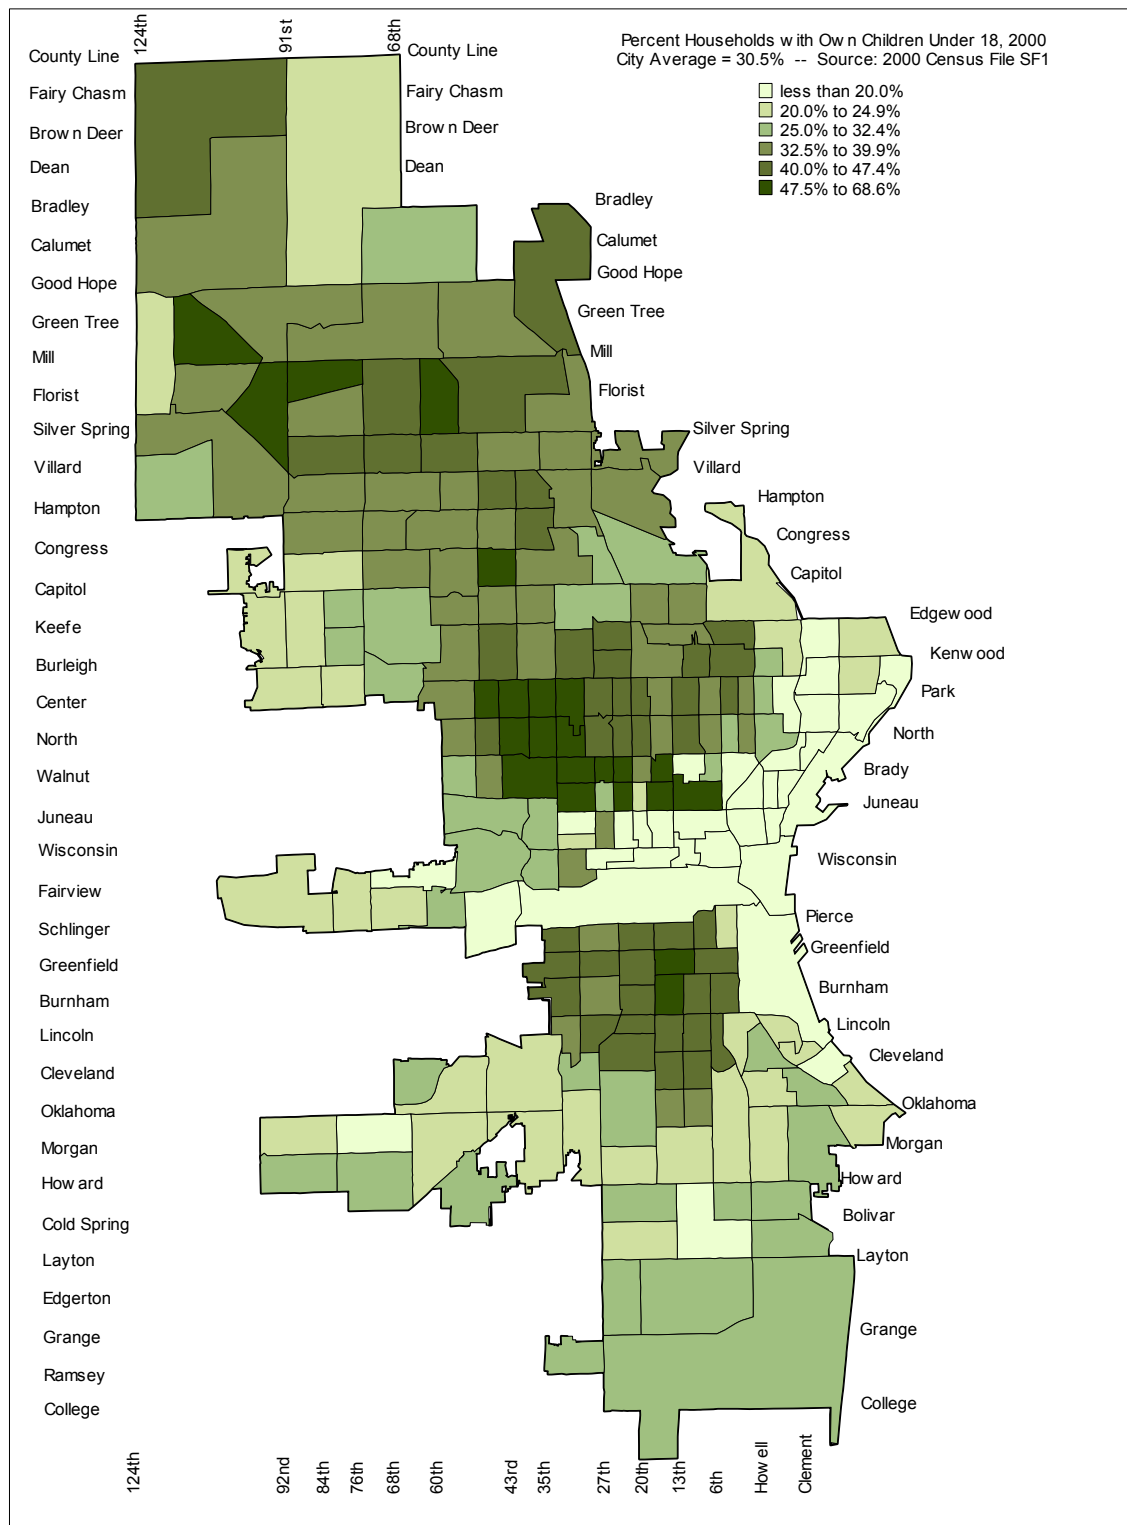 124th
91st
68th
Percent Households with Own Children Under 18, 2000
City Average = 30.5% -- Source: 2000 Census File SF1
less than 20.0%
20.0% to 24.9%
25.0% to 32.4%
32.5% to 39.9%
40.0% to 47.4%
47.5% to 68.6%
County Line
Fairy Chasm
Brown Deer
Dean
Bradley
Calumet
Good Hope
Green Tree
Mill
Florist
Silver Spring
Villard
Hampton
Congress
Capitol
Keefe
Burleigh
Center
North
Walnut
Juneau
Wisconsin
Fairview
Schlinger
Greenfield
Burnham
Lincoln
Cleveland
Oklahoma
Morgan
Howard
Cold Spring
Layton
Edgerton
Grange
Ramsey
College
County Line
Fairy Chasm
Brown Deer
Dean
Bradley
Calumet
Good Hope
Green Tree
Mill
Florist
Silver Spring
Villard
Hampton
Congress
Capitol
Edgewood
Kenwood
Park
North
Brady
Juneau
Wisconsin
Pierce
Greenfield
Burnham
Lincoln
Cleveland
Oklahoma
Morgan
Howard
Bolivar
Layton
Grange
College
124th
92nd
84th
76th
68th
60th
43rd
35th
27th
20th
13th
6th
Howell
Clement